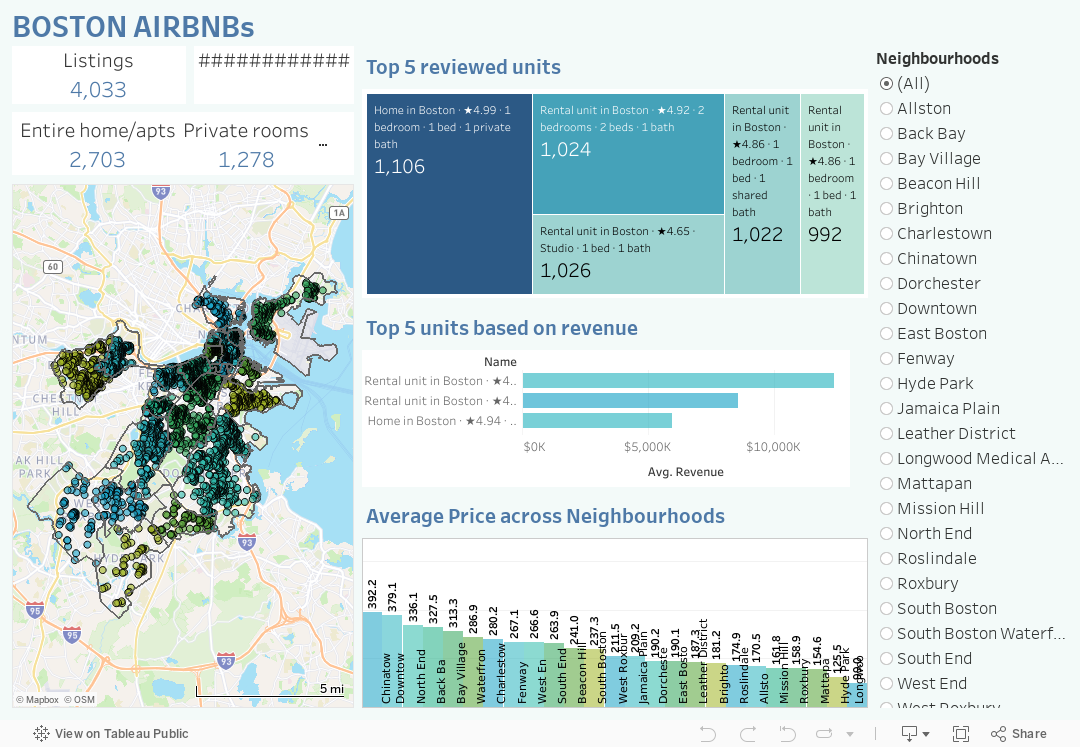 BOSTON AIRBNBs
Listings
4,033
############
Entire home/apts
2,703
Private rooms
1,278
...
93
1A
60
NTUM
CHESTN
HILL
AK HILL
PARK
95
95
93
93
© Mapbox © OSM
5 mi
Top 5 reviewed units
Home in Boston · ★4.99 · 1
bedroom · 1 bed · 1 private
bath
1,106
Rental unit in Boston · ★4.92 · 2
bedrooms · 2 beds · 1 bath
1,024
Rental unit in Boston · ★4.65 ·
Studio · 1 bed · 1 bath
1,026
Rental unit
in Boston ·
★4.86 · 1
bedroom · 1
bed · 1
shared
bath
1,022
Rental
unit in
Boston ·
★4.86 · 1
bedroom
· 1 bed · 1
bath
992
Top 5 units based on revenue
Name
Rental unit in Boston · ★4..
Rental unit in Boston · ★4..
Home in Boston · ★4.94 · ..
$0K
$5,000K
$10,000K
Avg. Revenue
Average Price across Neighbourhoods
392.2
379.1
336.1
327.5
313.3
286.9
280.2
267.1
266.6
263.9
241.0
237.3
211.5
209.2
190.2
190.1
187.3
181.2
174.9
170.5
161.8
158.9
154.6
125.5
Chinatow
Downtow
North End
Back Ba
Bay Village
Waterfron
Charlestow
Fenway
West En
South End
Beacon Hill
South Boston
West Roxbur
Jamaica Plain
Dorcheste
East Bosto
Leather District
Brighto
Roslindale
Allsto
Mission Hill
Roxbury
Mattapa
Hyde Park
Neighbourhoods
(All)
Allston
Back Bay
Bay Village
Beacon Hill
Brighton
Charlestown
Chinatown
Dorchester
Downtown
East Boston
Fenway
Hyde Park
Jamaica Plain
Leather District
Longwood Medical A...
Mattapan
Mission Hill
North End
Roslindale
Roxbury
South Boston
South Boston Waterf...
South End
West End
West Roxbury
View on Tableau Public
Share